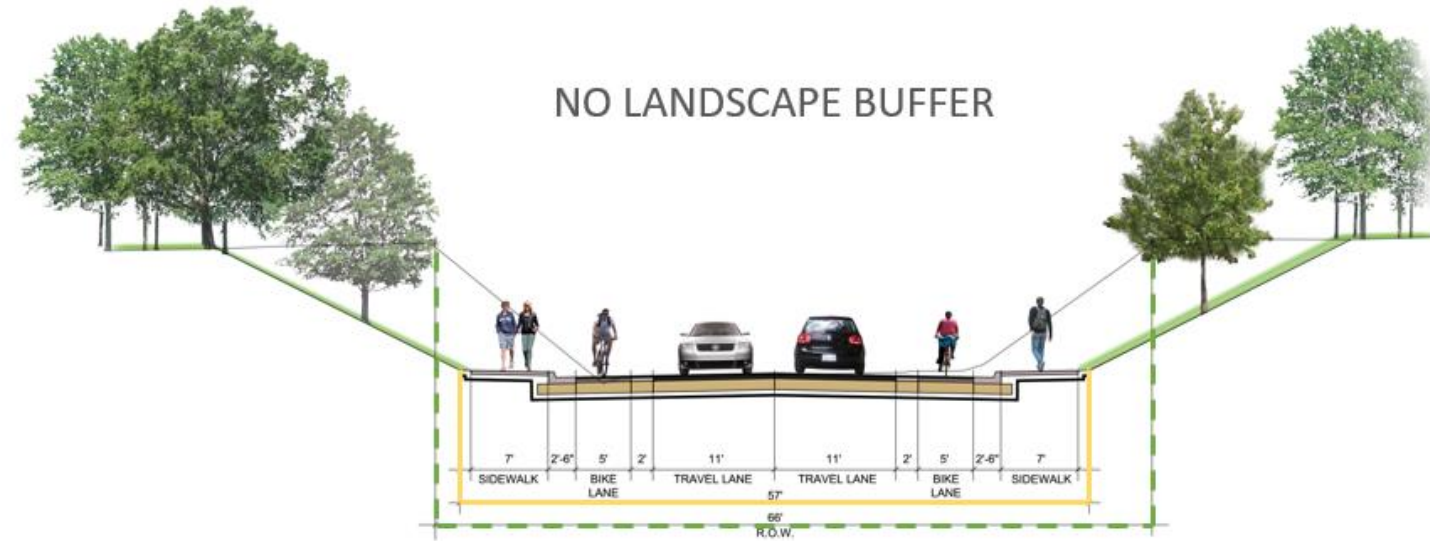 NO LANDSCAPE BUFFER
7' 2'-6" 5' 2' 11' 11' 2' 5' 2'-6" 7'
SIDEWALK BIKE TRAVEL LANE TRAVEL LANE BIKE SIDEWALK
LANE LANE
57'
66'
R.O.W.